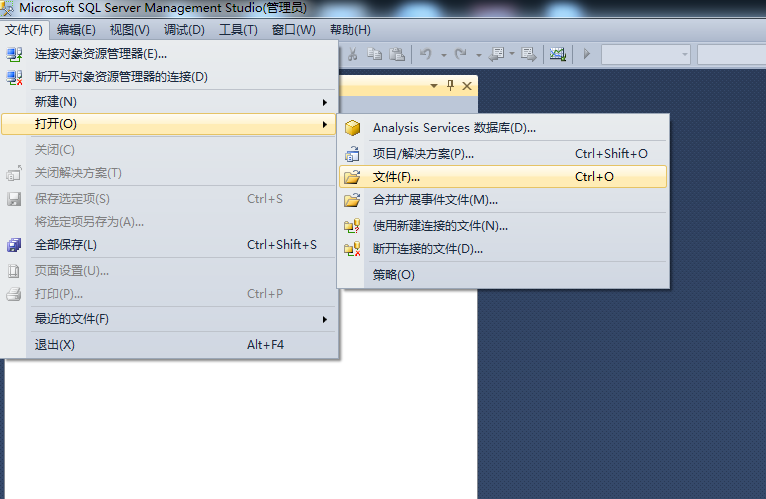 Microsoft SQL Server Management Studio(管理员)
文件(F) 编辑(E) 视图(V) 调试(D) 工具(T) 窗口(W) 帮助(H)
连接对象资源管理器(E)...
断开与对象资源管理器的连接(D)
新建(N)
打开(O)
关闭(C)
关闭解决方案(T)
保存选定项(S) Ctrl+S
将选定项另存为(A)...
全部保存(L) Ctrl+Shift+S
页面设置(U)...
打印(P)... Ctrl+P
最近的文件(F)
退出(X) Alt+F4
Analysis Services 数据库(D)...
项目/解决方案(P)... Ctrl+Shift+O
文件(F)... Ctrl+O
合并扩展事件文件(M)...
使用新建连接的文件(N)...
断开连接的文件(D)...
策略(O)